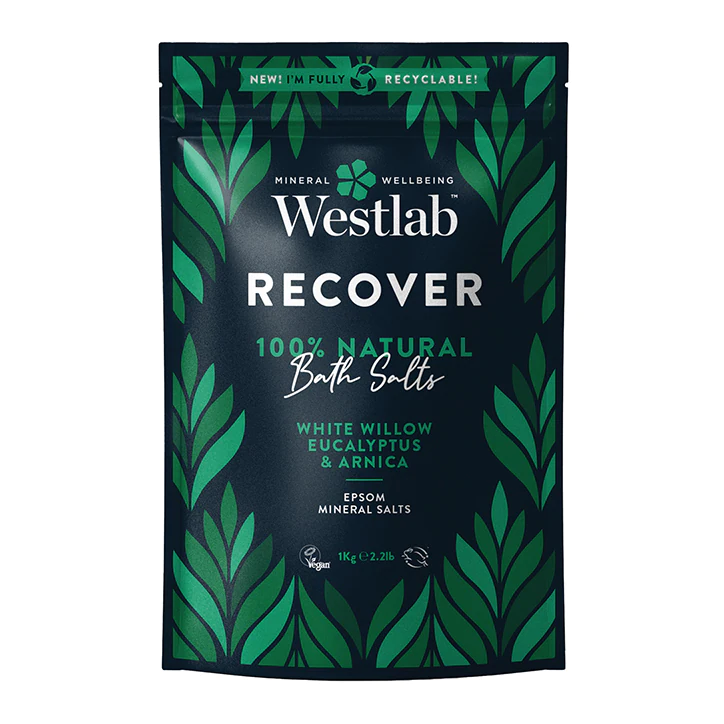 NEW! I'M FULLY RECYCLABLE!
MINERAL WELLBEING
Westlab™
RECOVER
100% NATURAL
Bath Salts
WHITE WILLOW
EUCALYPTUS
& ARNICA
EPSOM
MINERAL SALTS
Vegan
1Kg ℮ 2.2lb